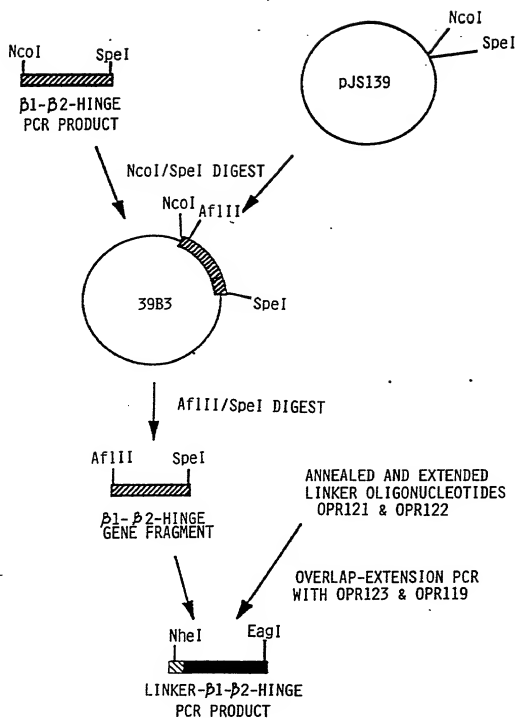 NcoI
SpeI
β1-β2-HINGE
PCR PRODUCT
NcoI
SpeI
pJS139
NcoI/SpeI DIGEST
NcoI
AflII
39B3
SpeI
AflII/SpeI DIGEST
AflII
SpeI
β1-β2-HINGE
GENE FRAGMENT
ANNEALED AND EXTENDED
LINKER OLIGONUCLEOTIDES
OPR121 & OPR122
OVERLAP-EXTENSION PCR
WITH OPR123 & OPR119
NheI
EagI
LINKER-β1-β2-HINGE
PCR PRODUCT